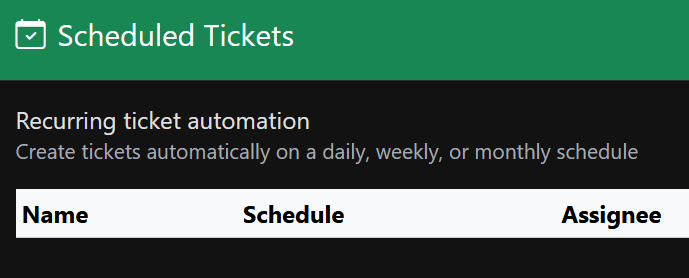 Scheduled Tickets
Recurring ticket automation
Create tickets automatically on a daily, weekly, or monthly schedule
Name Schedule Assignee